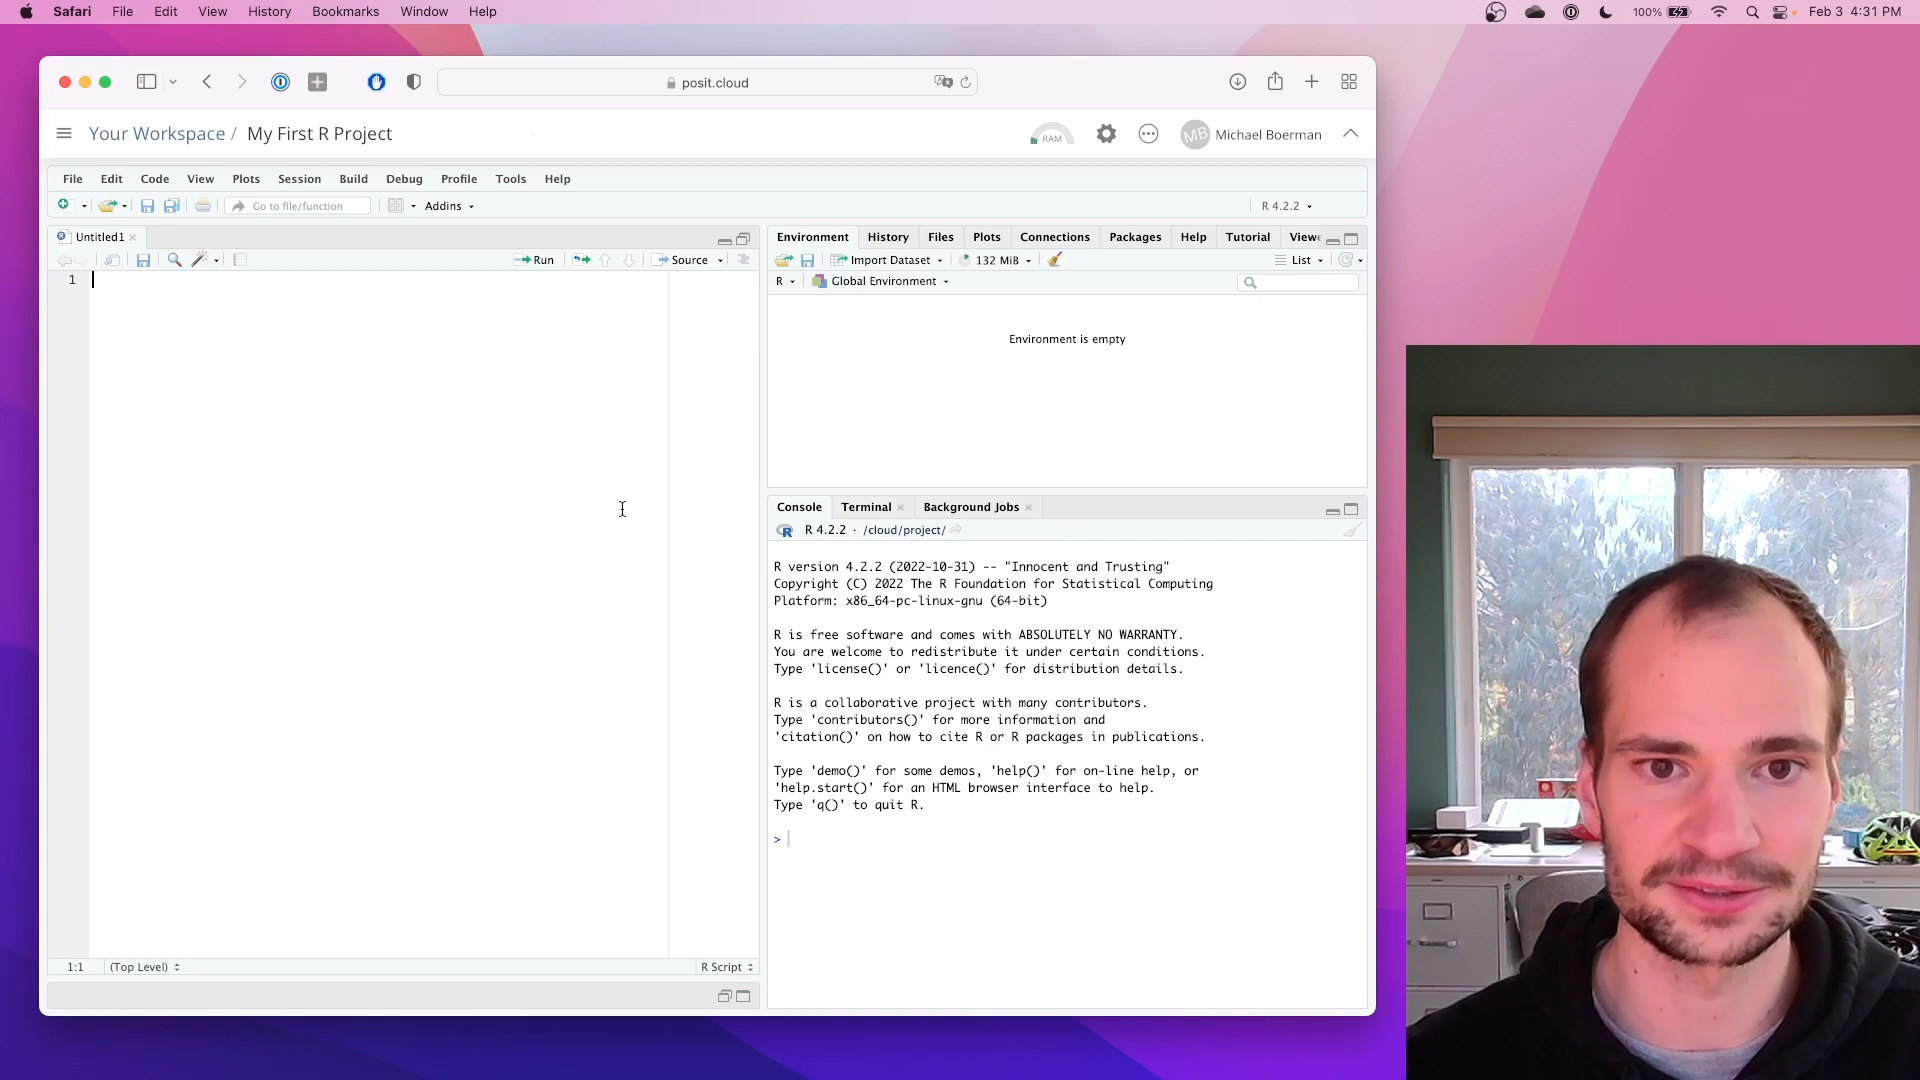 Safari File Edit View History Bookmarks Window Help
100% Feb 3 4:31 PM
posit.cloud
Your Workspace / My First R Project
RAM
MB Michael Boerman
File Edit Code View Plots Session Build Debug Profile Tools Help
Go to file/function Addins R 4.2.2
Untitled1
Run Source
1
1:1 (Top Level) R Script
Environment History Files Plots Connections Packages Help Tutorial
Import Dataset 132 MiB List
R Global Environment
Environment is empty
Console Terminal Background Jobs
R 4.2.2 · /cloud/project/
R version 4.2.2 (2022-10-31) -- "Innocent and Trusting"
Copyright (C) 2022 The R Foundation for Statistical Computing
Platform: x86_64-pc-linux-gnu (64-bit)
R is free software and comes with ABSOLUTELY NO WARRANTY.
You are welcome to redistribute it under certain conditions.
Type 'license()' or 'licence()' for distribution details.
R is a collaborative project with many contributors.
Type 'contributors()' for more information and
'citation()' on how to cite R or R packages in publications.
Type 'demo()' for some demos, 'help()' for on-line help, or
'help.start()' for an HTML browser interface to help.
Type 'q()' to quit R.
>